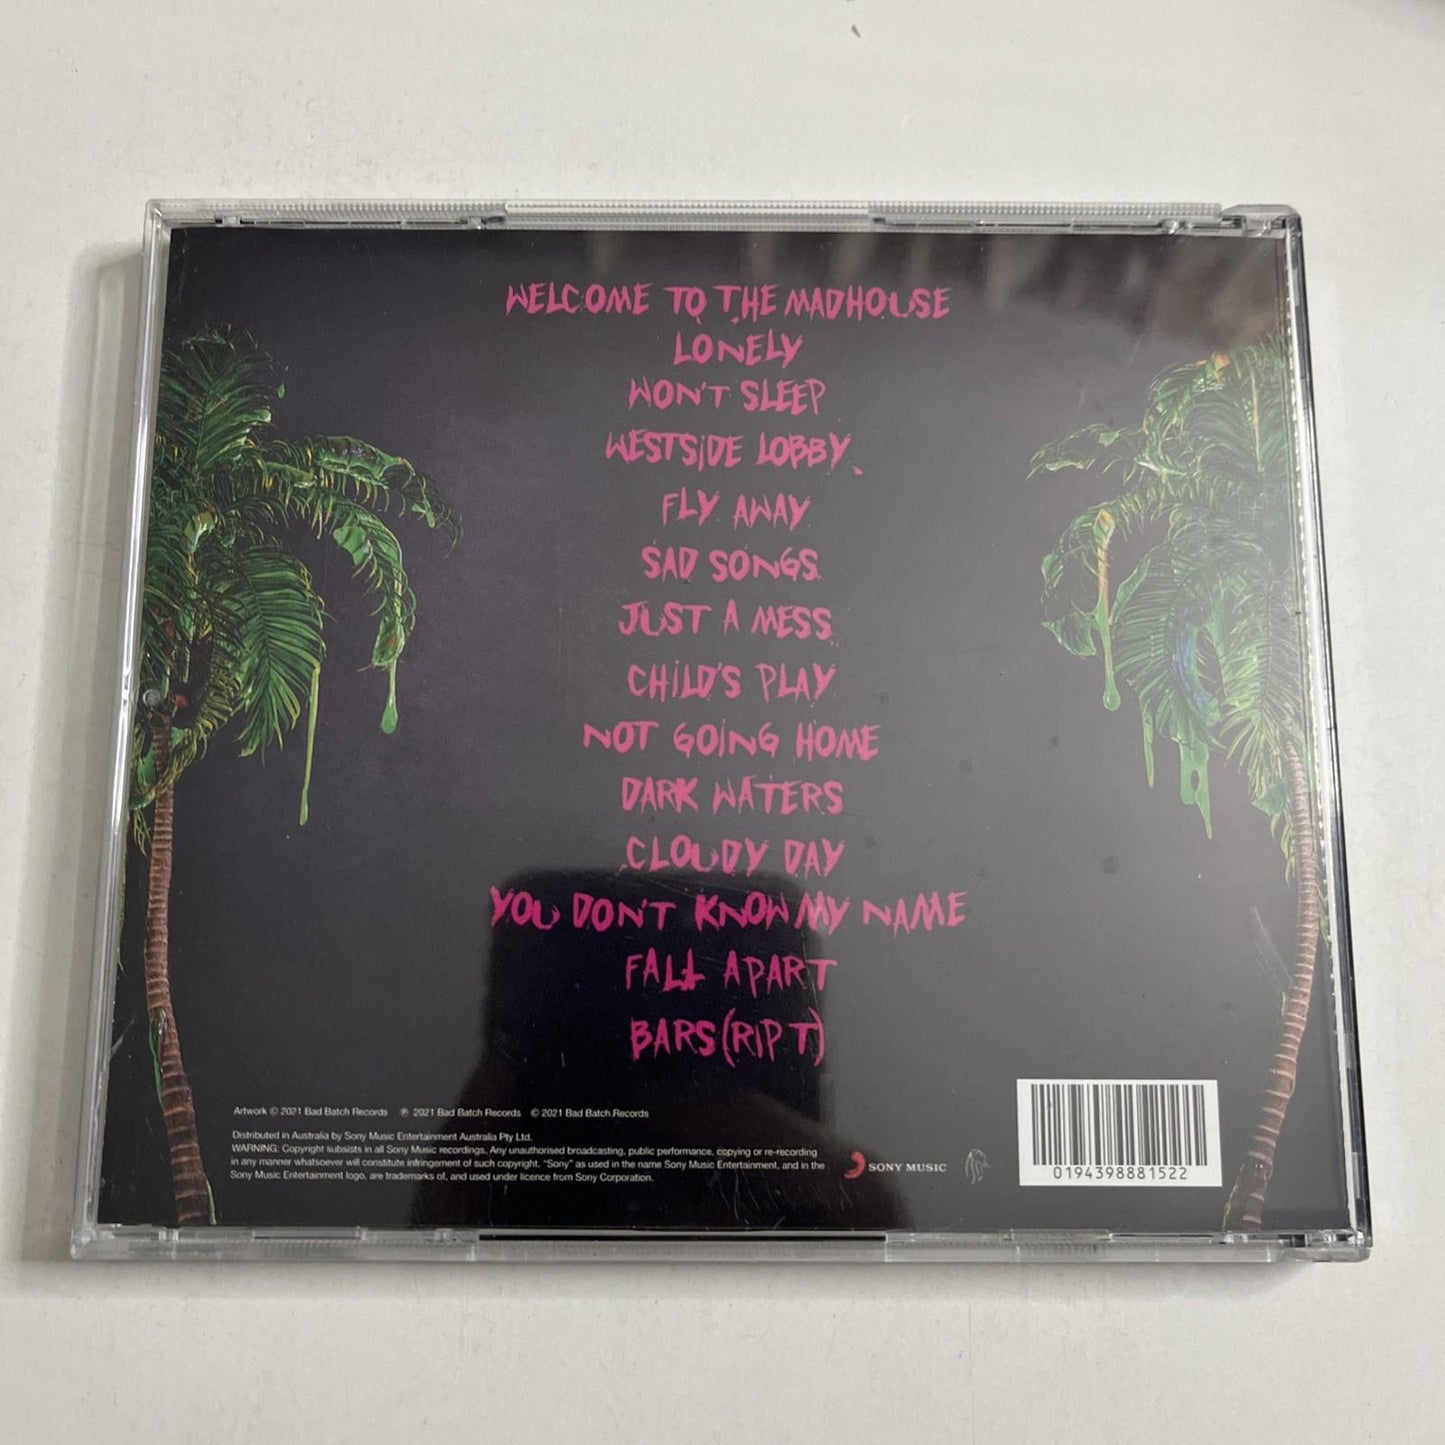 WELCOME TO THE MADHOUSE
LONELY
WON'T SLEEP
WESTSIDE LOBBY
FLY AWAY
SAD SONGS
JUST A MESS
CHILD'S PLAY
NOT GOING HOME
DARK WATERS
CLOUDY DAY
YOU DON'T KNOW MY NAME
FALL APART
BARS(RIP T)
Artwork © 2021 Bad Batch Records ℗ 2021 Bad Batch Records © 2021 Bad Batch Records
Distributed in Australia by Sony Music Entertainment Australia Pty Ltd.
WARNING: Copyright subsists in all Sony Music recordings. Any unauthorised broadcasting, public performance, copying or re-recording
in any manner whatsoever will constitute infringement of such copyright. "Sony" as used in the name Sony Music Entertainment, and in the
Sony Music Entertainment logo, are trademarks of, and used under licence from Sony Corporation.
SONY MUSIC
0194398881522